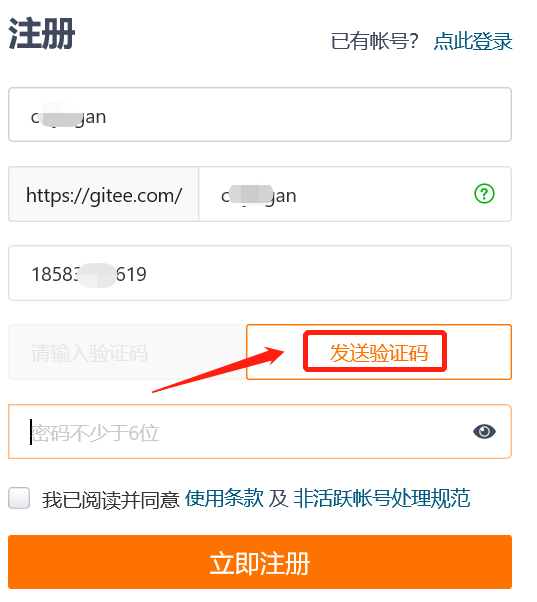 注册
已有帐号? 点此登录
https://gitee.com/
请输入验证码 发送验证码
密码不少于6位
我已阅读并同意 使用条款 及 非活跃帐号处理规范
立即注册